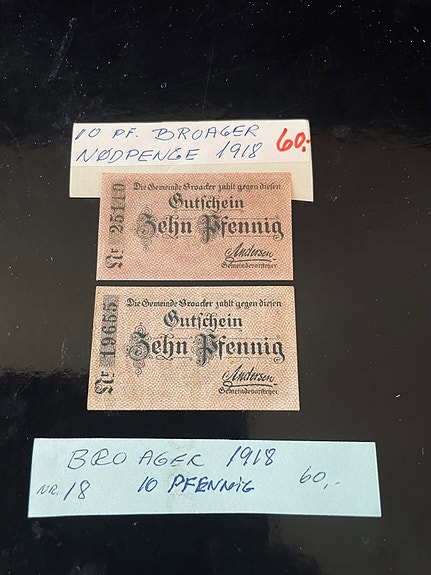 10 PF. BROAGER
NØDPENGE 1918 60,-
Nr 25110
Die Gemeinde Broacker zahlt gegen diesen
Gutschein
Zehn Pfennig
Andersen
Gemeindevorsteher
Nr 19655
Die Gemeinde Broacker zahlt gegen diesen
Gutschein
Zehn Pfennig
Andersen
Gemeindevorsteher
BROAGER 1918
NR. 18 10 PFENNIG 60,-